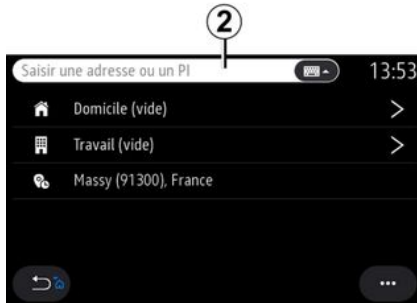 2
Saisir une adresse ou un PI
13:53
Domicile (vide)
Travail (vide)
Massy (91300), France